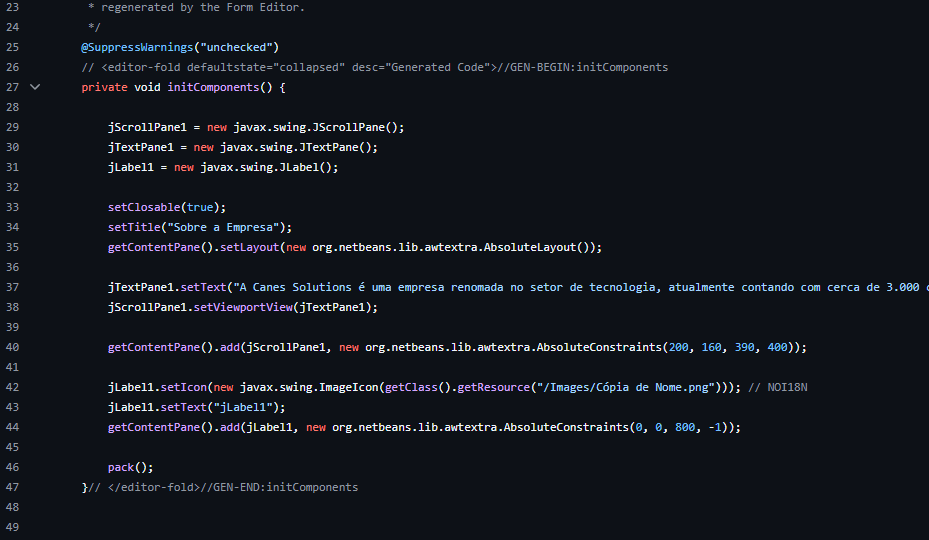 23 * regenerated by the Form Editor.
24 */
25 @SuppressWarnings("unchecked")
26 // <editor-fold defaultstate="collapsed" desc="Generated Code">//GEN-BEGIN:initComponents
27 private void initComponents() {
28
29 jScrollPane1 = new javax.swing.JScrollPane();
30 jTextPane1 = new javax.swing.JTextPane();
31 jLabel1 = new javax.swing.JLabel();
32
33 setClosable(true);
34 setTitle("Sobre a Empresa");
35 getContentPane().setLayout(new org.netbeans.lib.awtextra.AbsoluteLayout());
36
37 jTextPane1.setText("A Canes Solutions é uma empresa renomada no setor de tecnologia, atualmente contando com cerca de 3.000
38 jScrollPane1.setViewportView(jTextPane1);
39
40 getContentPane().add(jScrollPane1, new org.netbeans.lib.awtextra.AbsoluteConstraints(200, 160, 390, 400));
41
42 jLabel1.setIcon(new javax.swing.ImageIcon(getClass().getResource("/Images/Cópia de Nome.png"))); // NOI18N
43 jLabel1.setText("jLabel1");
44 getContentPane().add(jLabel1, new org.netbeans.lib.awtextra.AbsoluteConstraints(0, 0, 800, -1));
45
46 pack();
47 }// </editor-fold>//GEN-END:initComponents
48
49